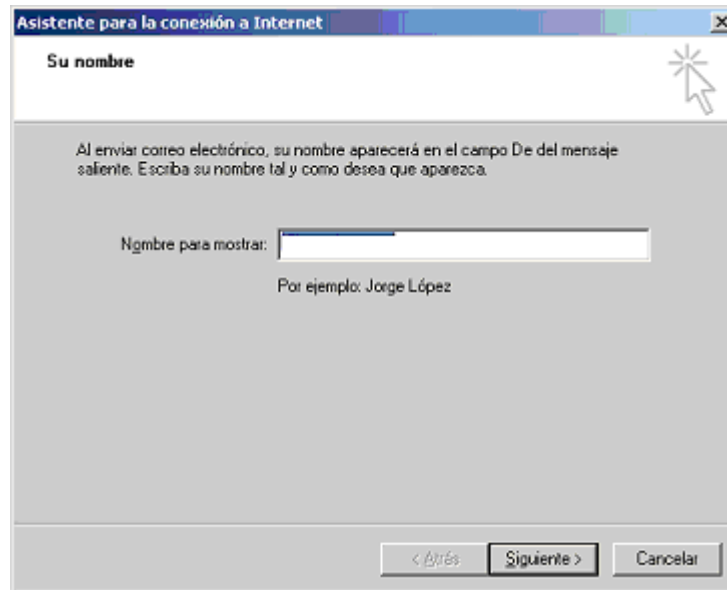 Asistente para la conexión a Internet
Su nombre
Al enviar correo electrónico, su nombre aparecerá en el campo De del mensaje
saliente. Escriba su nombre tal y como desea que aparezca.
Nombre para mostrar:
Por ejemplo: Jorge López
< Atrás
Siguiente >
Cancelar